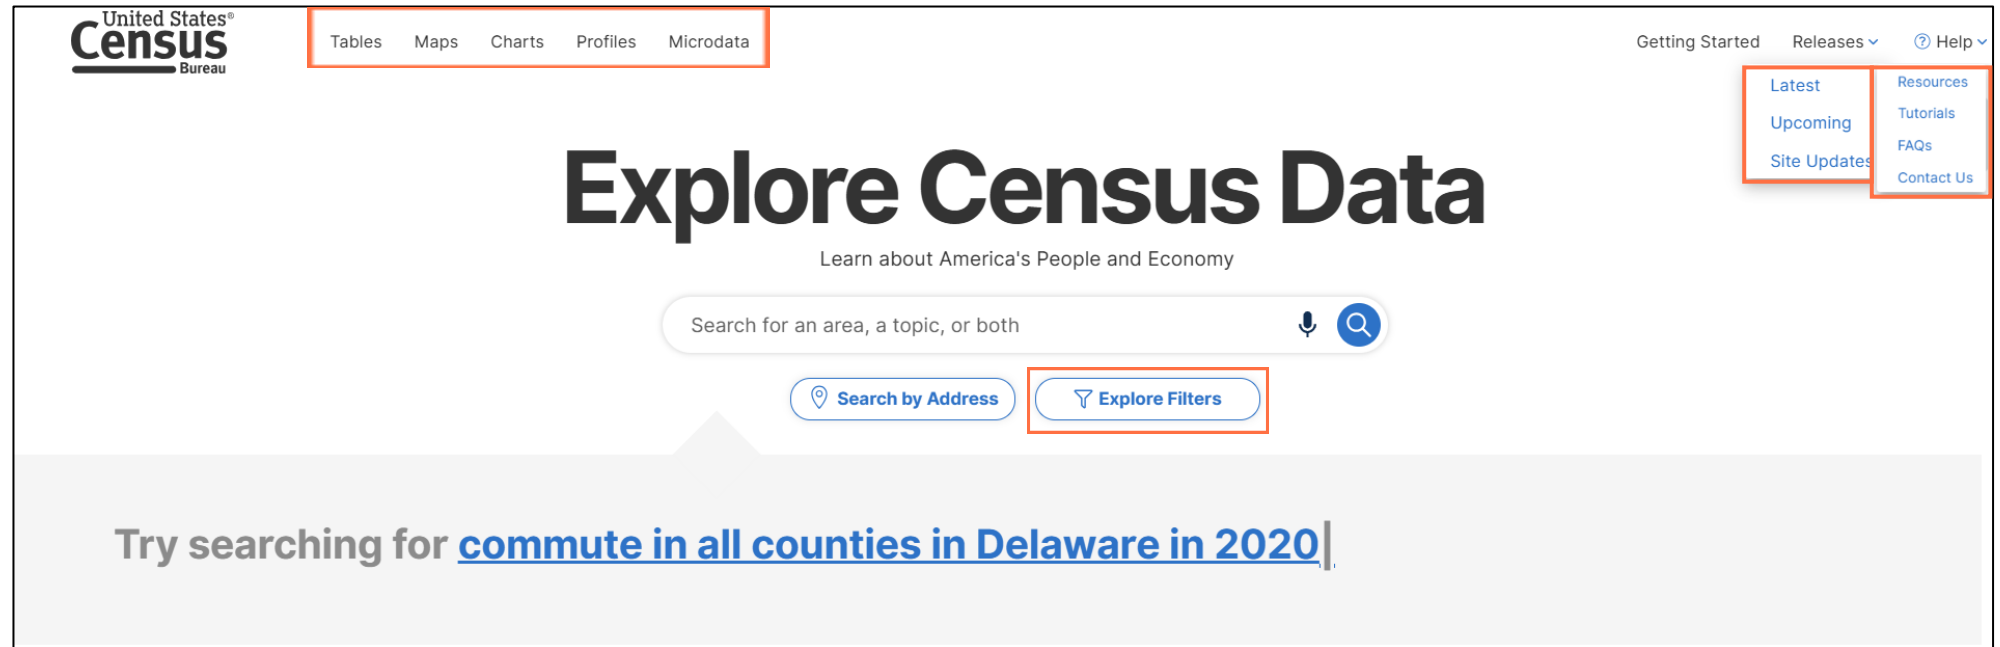 United States®
Census
Bureau
Tables Maps Charts Profiles Microdata
Getting Started Releases Help
Latest
Upcoming
Site Updates
Resources
Tutorials
FAQs
Contact Us
Explore Census Data
Learn about America's People and Economy
Search for an area, a topic, or both
Search by Address Explore Filters
Try searching for commute in all counties in Delaware in 2020